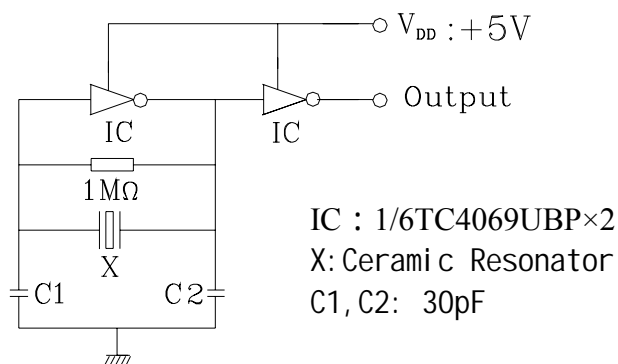 V_DD :+5V
Output
IC
IC
1MΩ
X
C1
C2
IC : 1/6TC4069UBP×2
X:Ceramic Resonator
C1,C2: 30pF